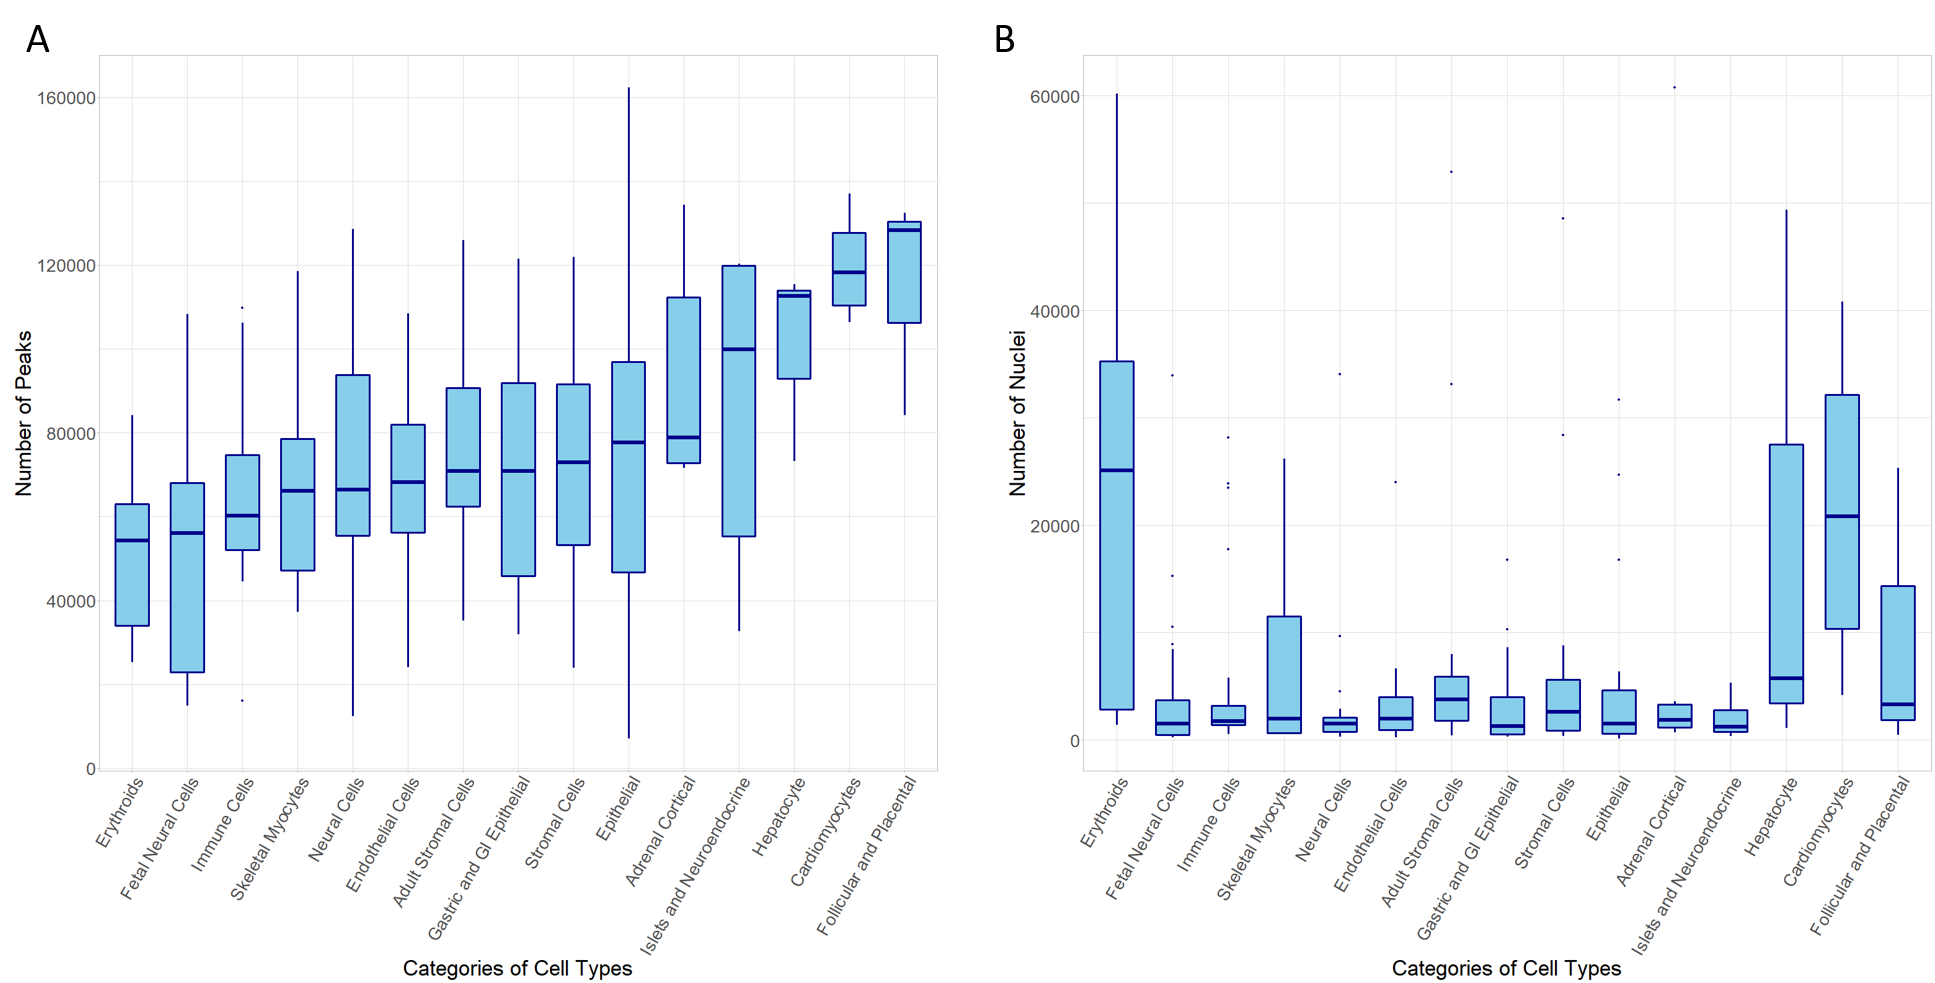 A
Number of Peaks
160000
120000
80000
40000
0
Erythroids
Fetal Neural Cells
Immune Cells
Skeletal Myocytes
Neural Cells
Endothelial Cells
Adult Stromal Cells
Gastric and GI Epithelial
Stromal Cells
Epithelial
Adrenal Cortical
Islets and Neuroendocrine
Hepatocyte
Cardiomyocytes
Follicular and Placental
Categories of Cell Types
B
Number of Nuclei
60000
40000
20000
0
Erythroids
Fetal Neural Cells
Immune Cells
Skeletal Myocytes
Neural Cells
Endothelial Cells
Adult Stromal Cells
Gastric and GI Epithelial
Stromal Cells
Epithelial
Adrenal Cortical
Islets and Neuroendocrine
Hepatocyte
Cardiomyocytes
Follicular and Placental
Categories of Cell Types